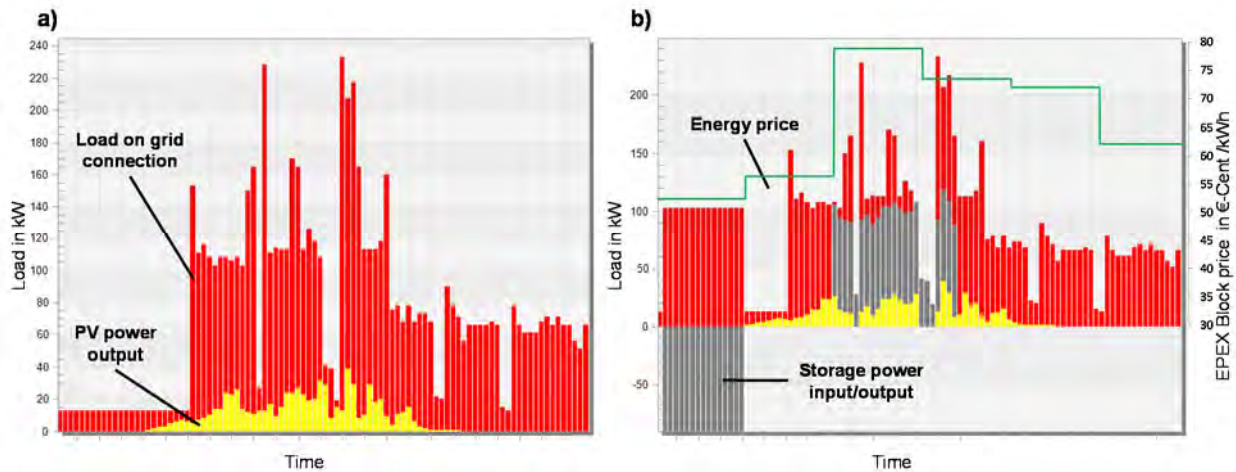 a)
240
220
200
180
160
140
120
100
80
60
40
20
0
Load in kW
Load on grid
connection
PV power
output
Time
b)
200
150
100
50
0
-50
Load in kW
Energy price
Storage power
input/output
80
75
70
65
60
55
50
45
40
35
30
EPEX Block price in €-Cent /kWh
Time